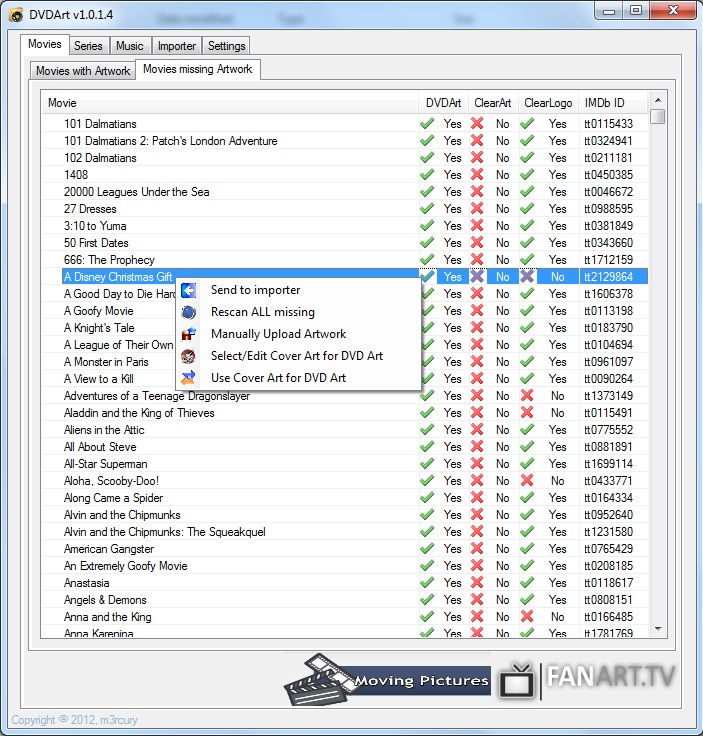 DVDArt v1.0.1.4
Movies Series Music Importer Settings
Movies with Artwork Movies missing Artwork
Movie DVDArt ClearArt ClearLogo IMDb ID
101 Dalmatians Yes No Yes tt0115433
101 Dalmatians 2: Patch's London Adventure Yes No Yes tt0324941
102 Dalmatians Yes No Yes tt0211181
1408 Yes No Yes tt0450385
20000 Leagues Under the Sea Yes No Yes tt0046672
27 Dresses Yes No Yes tt0988595
3:10 to Yuma Yes No Yes tt0381849
50 First Dates Yes No Yes tt0343660
666: The Prophecy Yes No Yes tt1712159
A Disney Christmas Gift Yes No No tt2129864
A Good Day to Die Hard Yes No Yes tt1606378
A Goofy Movie Yes No Yes tt0113198
A Knight's Tale Yes No Yes tt0183790
A League of Their Own Yes No Yes tt0104694
A Monster in Paris Yes No Yes tt0961097
A View to a Kill Yes No Yes tt0090264
Send to importer
Rescan ALL missing
Manually Upload Artwork
Select/Edit Cover Art for DVD Art
Use Cover Art for DVD Art
Adventures of a Teenage Dragonslayer Yes No No tt1373149
Aladdin and the King of Thieves Yes No No tt0115491
Aliens in the Attic Yes No Yes tt0775552
All About Steve Yes No Yes tt0881891
All-Star Superman Yes No Yes tt1699114
Aloha, Scooby-Doo! Yes No No tt0433771
Along Came a Spider Yes No Yes tt0164334
Alvin and the Chipmunks Yes No Yes tt0952640
Alvin and the Chipmunks: The Squeakquel Yes No Yes tt1231580
American Gangster Yes No Yes tt0765429
An Extremely Goofy Movie Yes No Yes tt0208185
Anastasia Yes No Yes tt0118617
Angels & Demons Yes No Yes tt0808151
Anna and the King Yes No No tt0166485
Anna Karenina Yes No Yes tt1781769
Moving Pictures FANART.TV
Copyright © 2012, m3rcury